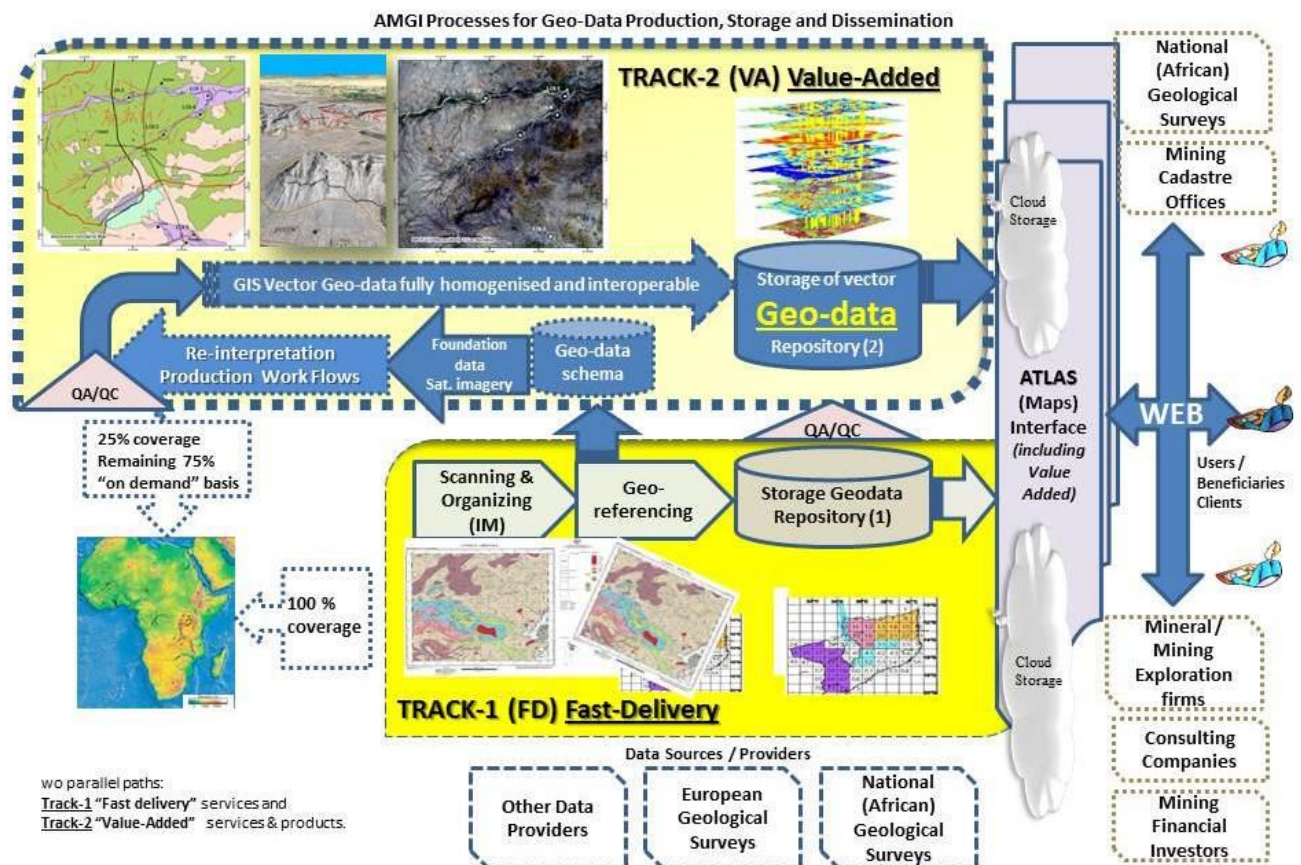 AMGI Processes for Geo-Data Production, Storage and Dissemination
TRACK-2 (VA) Value-Added
GIS Vector Geo-data fully homogenised and interoperable
Storage of vector
Geo-data
Repository (2)
Re-interpretation
Production Work Flows
Foundation
data
Sat. imagery
Geo-data
schema
QA/QC
QA/QC
25% coverage
Remaining 75%
“on demand” basis
100 %
coverage
Scanning &
Organizing
(IM)
Geo-
referencing
Storage Geodata
Repository (1)
TRACK-1 (FD) Fast-Delivery
Cloud
Storage
ATLAS
(Maps)
Interface
(including
Value
Added)
Cloud
Storage
National
(African)
Geological
Surveys
Mining
Cadastre
Offices
WEB
Users /
Beneficiaries
Clients
Mineral /
Mining
Exploration
firms
Consulting
Companies
Mining
Financial
Investors
Data Sources / Providers
Other Data
Providers
European
Geological
Surveys
National
(African)
Geological
Surveys
wo parallel paths:
Track-1 “Fast delivery” services and
Track-2 “Value-Added” services & products.